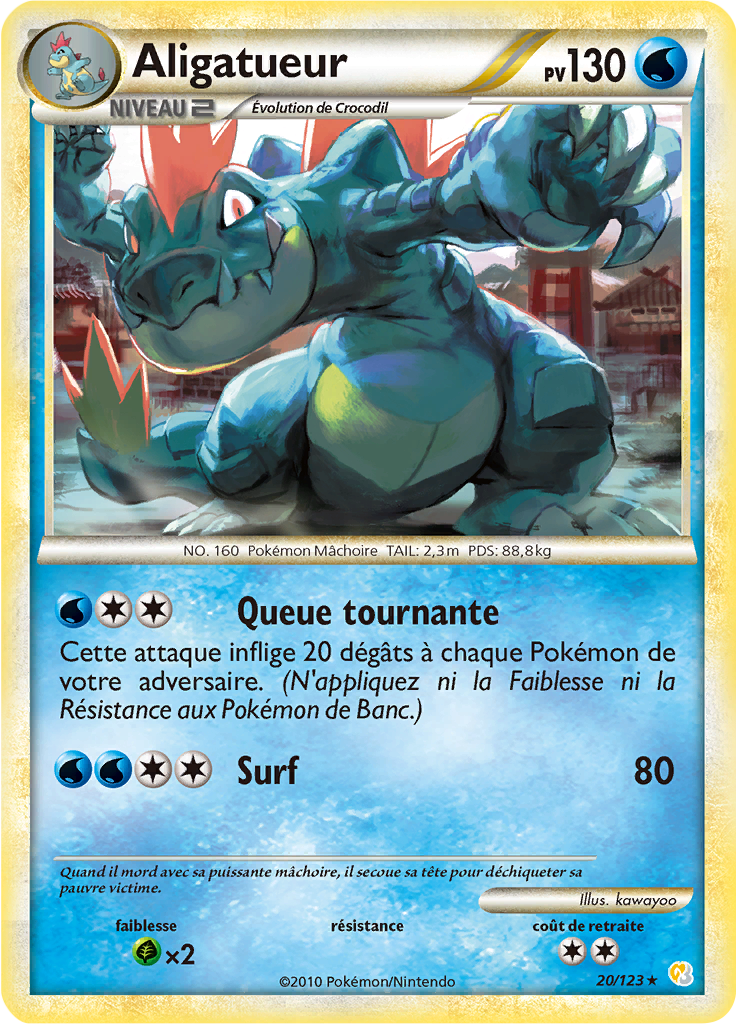 Aligatueur
PV130
NIVEAU 2
Évolution de Crocodil
NO. 160 Pokémon Mâchoire TAIL: 2,3m PDS: 88,8kg
Queue tournante
Cette attaque inflige 20 dégâts à chaque Pokémon de
votre adversaire. (N'appliquez ni la Faiblesse ni la
Résistance aux Pokémon de Banc.)
Surf 80
Quand il mord avec sa puissante mâchoire, il secoue sa tête pour déchiqueter sa
pauvre victime.
Illus. kawayoo
faiblesse résistance coût de retraite
×2
©2010 Pokémon/Nintendo 20/123 ★